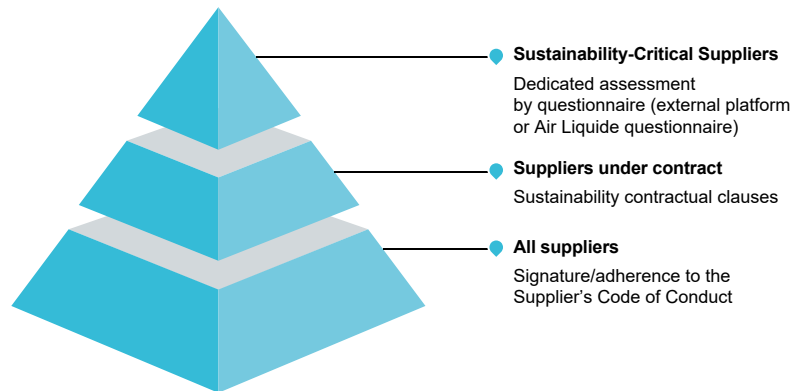 Sustainability-Critical Suppliers
Dedicated assessment
by questionnaire (external platform
or Air Liquide questionnaire)
Suppliers under contract
Sustainability contractual clauses
All suppliers
Signature/adherence to the
Supplier’s Code of Conduct